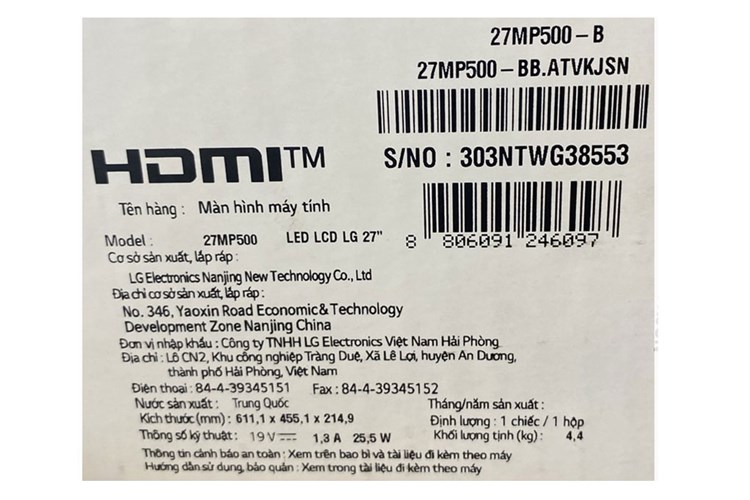 27MP500-B
27MP500-BB.ATVKJSN
HDMI™
S/NO : 303NTWG38553
Tên hàng : Màn hình máy tính
Model : 27MP500 LED LCD LG 27"
8 806091 246097
Cơ sở sản xuất, lắp ráp :
LG Electronics Nanjing New Technology Co., Ltd
Địa chỉ cơ sở sản xuất, lắp ráp :
No. 346, Yaoxin Road Economic & Technology
Development Zone Nanjing China
Đơn vị nhập khẩu : Công ty TNHH LG Electronics Việt Nam Hải Phòng
Địa chỉ : Lô CN2, Khu công nghiệp Tràng Duệ, Xã Lê Lợi, huyện An Dương,
thành phố Hải Phòng, Việt Nam
Điện thoại : 84-4-39345151 Fax : 84-4-39345152
Nước sản xuất : Trung Quốc Tháng/năm sản xuất :
Kích thước (mm) : 611,1 x 455,1 x 214,9 Định lượng : 1 chiếc / 1 hộp
Thông số kỹ thuật : 19 V 1,3 A 25,5 W Khối lượng tịnh (kg) : 4,4
Thông tin cảnh báo an toàn : Xem trên bao bì và tài liệu đi kèm theo máy
Hướng dẫn sử dụng, bảo quản : Xem trong tài liệu đi kèm theo máy